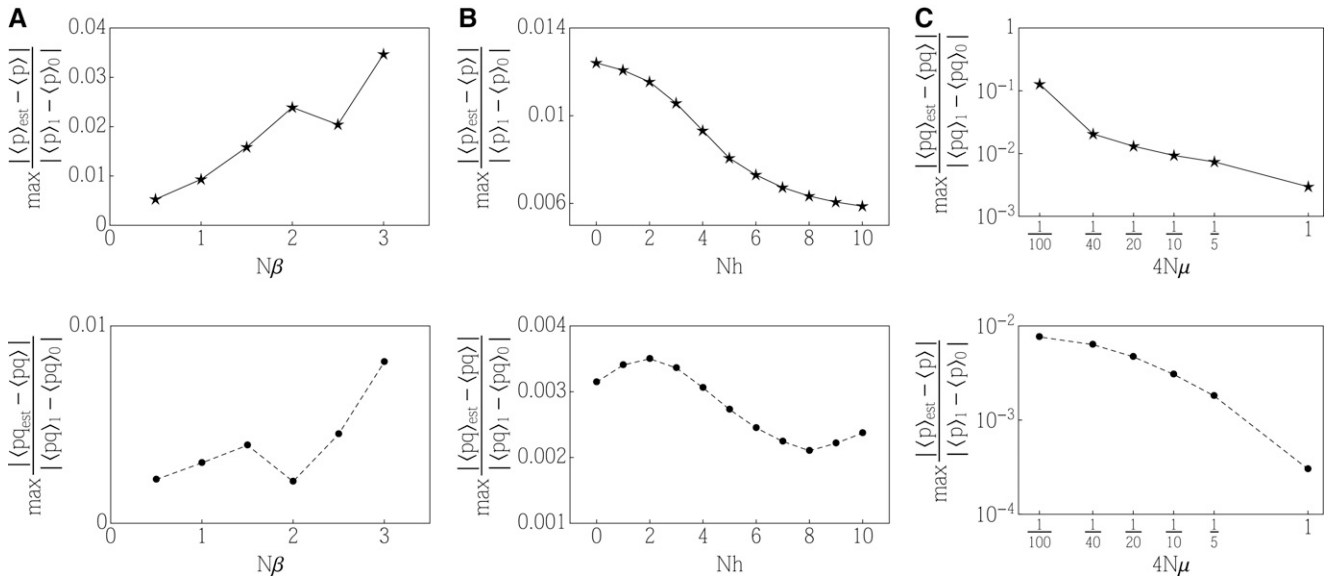 A
max |⟨p⟩est − ⟨p⟩| / |⟨p⟩1 − ⟨p⟩0|
0.04
0.03
0.02
0.01
0
0 1 2 3
Nβ
B
max |⟨p⟩est − ⟨p⟩| / |⟨p⟩1 − ⟨p⟩0|
0.014
0.01
0.006
0 2 4 6 8 10
Nh
C
max |⟨pq⟩est − ⟨pq⟩| / |⟨pq⟩1 − ⟨pq⟩0|
1
10−1
10−2
10−3
1/100 1/40 1/20 1/10 1/5 1
4Nμ
max |⟨pqest − ⟨pq⟩| / |⟨pq⟩1 − ⟨pq⟩0|
0.01
0
0 1 2 3
Nβ
max |⟨pq⟩est − ⟨pq⟩| / |⟨pq⟩1 − ⟨pq⟩0|
0.004
0.003
0.002
0.001
0 2 4 6 8 10
Nh
max |⟨p⟩est − ⟨p⟩| / |⟨p⟩1 − ⟨p⟩0|
10−2
10−3
10−4
1/100 1/40 1/20 1/10 1/5 1
4Nμ